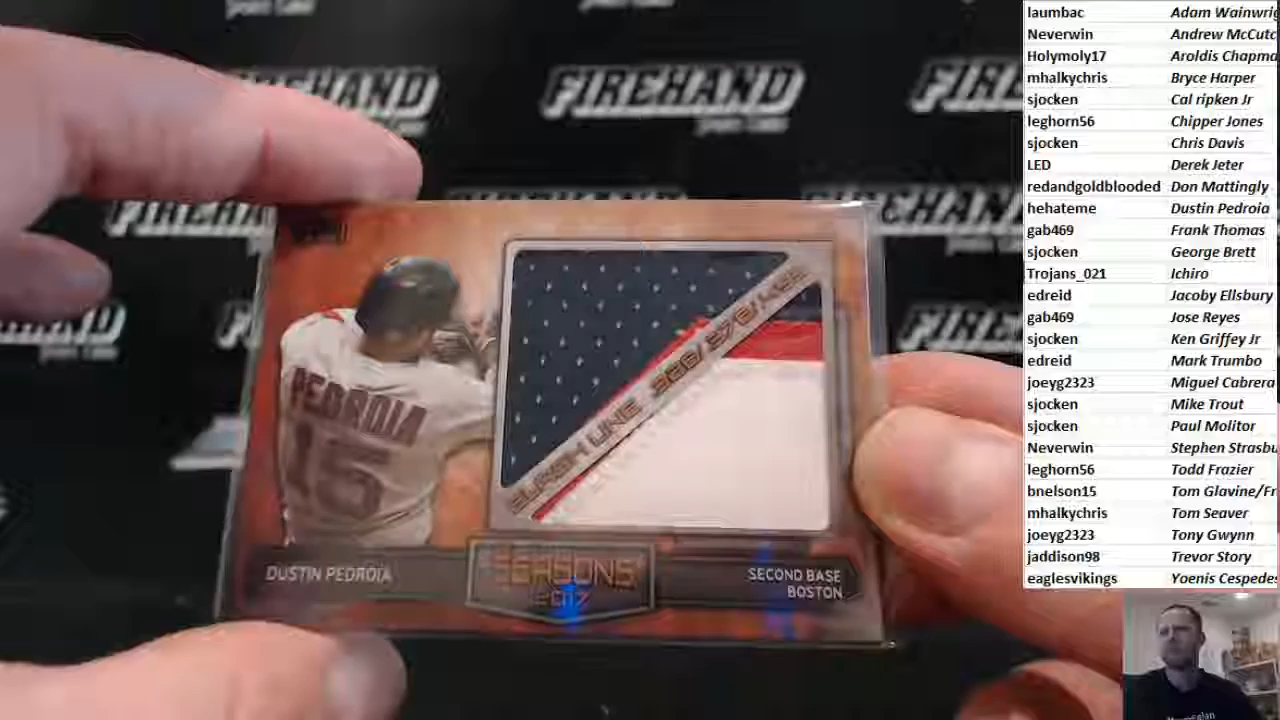 FIREHAND
FIREHAND
FIREHAND
PEDROIA
15
SLASH LINE
DUSTIN PEDROIA
SEASONS
2017
SECOND BASE
BOSTON
laumbac Adam Wainwrig
Neverwin Andrew McCutc
Holymoly17 Aroldis Chapma
mhalkychris Bryce Harper
sjocken Cal ripken Jr
leghorn56 Chipper Jones
sjocken Chris Davis
LED Derek Jeter
redandgoldblooded Don Mattingly
hehateme Dustin Pedroia
gab469 Frank Thomas
sjocken George Brett
Trojans_021 Ichiro
edreid Jacoby Ellsbury
gab469 Jose Reyes
sjocken Ken Griffey Jr
edreid Mark Trumbo
joeyg2323 Miguel Cabrera
sjocken Mike Trout
sjocken Paul Molitor
Neverwin Stephen Strasbu
leghorn56 Todd Frazier
bnelson15 Tom Glavine/Fr
mhalkychris Tom Seaver
joeyg2323 Tony Gwynn
jaddison98 Trevor Story
eaglesvikings Yoenis Cespedes